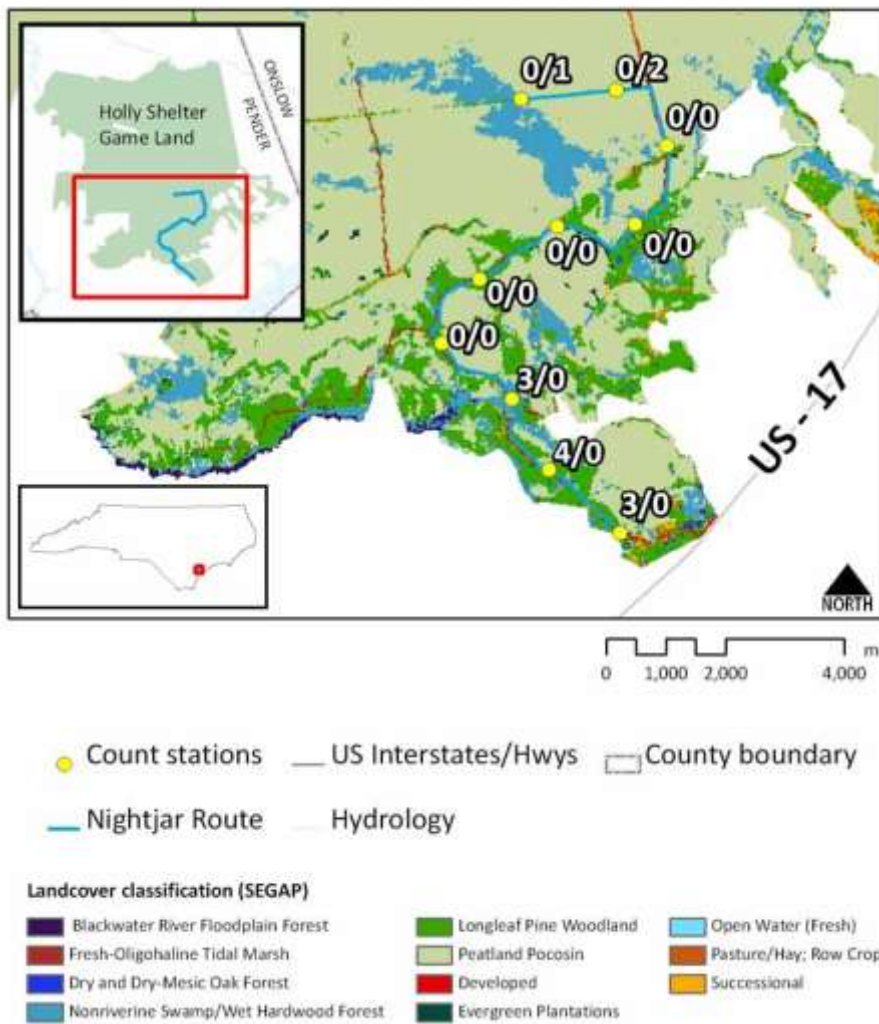 ONSLOW
PENDER
Holly Shelter
Game Land
0/1
0/2
0/0
0/0
0/0
0/0
0/0
3/0
4/0
3/0
US - 17
NORTH
m
0 1,000 2,000 4,000
Count stations US Interstates/Hwys County boundary
Nightjar Route Hydrology
Landcover classification (SEGAP)
Blackwater River Floodplain Forest Longleaf Pine Woodland Open Water (Fresh)
Fresh-Oligohaline Tidal Marsh Peatland Pocosin Pasture/Hay; Row Crop
Dry and Dry-Mesic Oak Forest Developed Successional
Nonriverine Swamp/Wet Hardwood Forest Evergreen Plantations